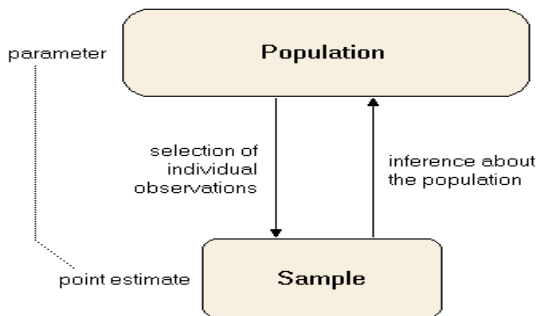 parameter
Population
selection of
individual
observations
inference about
the population
point estimate
Sample